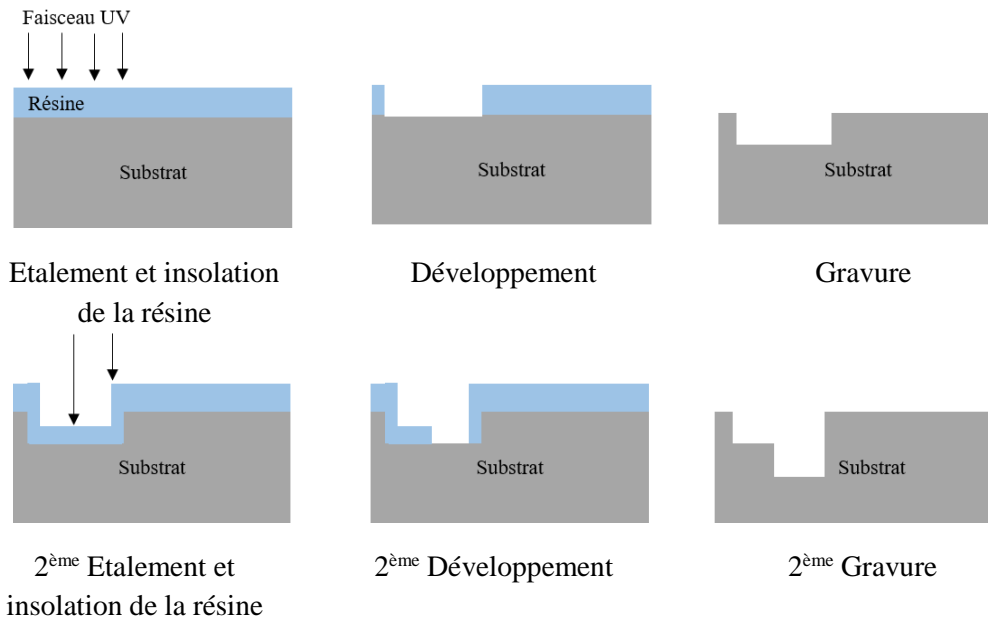 Faisceau UV
Résine
Substrat
Substrat
Substrat
Etalement et insolation
de la résine
Développement
Gravure
Substrat
Substrat
Substrat
2ème Etalement et
insolation de la résine
2ème Développement
2ème Gravure